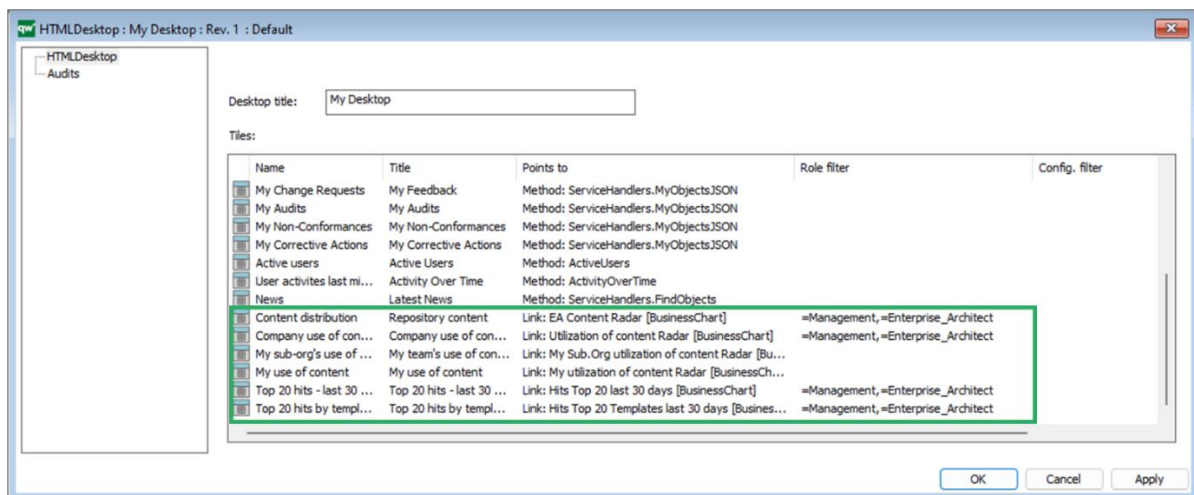 qw HTMLDesktop : My Desktop : Rev. 1 : Default
HTMLDesktop
Audits
Desktop title: My Desktop
Tiles:
Name Title Points to Role filter Config. filter
My Change Requests My Feedback Method: ServiceHandlers.MyObjectsJSON
My Audits My Audits Method: ServiceHandlers.MyObjectsJSON
My Non-Conformances My Non-Conformances Method: ServiceHandlers.MyObjectsJSON
My Corrective Actions My Corrective Actions Method: ServiceHandlers.MyObjectsJSON
Active users Active Users Method: ActiveUsers
User activites last mi... Activity Over Time Method: ActivityOverTime
News Latest News Method: ServiceHandlers.FindObjects
Content distribution Repository content Link: EA Content Radar [BusinessChart] =Management,=Enterprise_Architect
Company use of con... Company use of con... Link: Utilization of content Radar [BusinessChart] =Management,=Enterprise_Architect
My sub-org's use of ... My team's use of con... Link: My Sub.Org utilization of content Radar [Bu...
My use of content My use of content Link: My utilization of content Radar [BusinessCh...
Top 20 hits - last 30 ... Top 20 hits - last 30 ... Link: Hits Top 20 last 30 days [BusinessChart] =Management,=Enterprise_Architect
Top 20 hits by templ... Top 20 hits by templ... Link: Hits Top 20 Templates last 30 days [Busines... =Management,=Enterprise_Architect
OK Cancel Apply